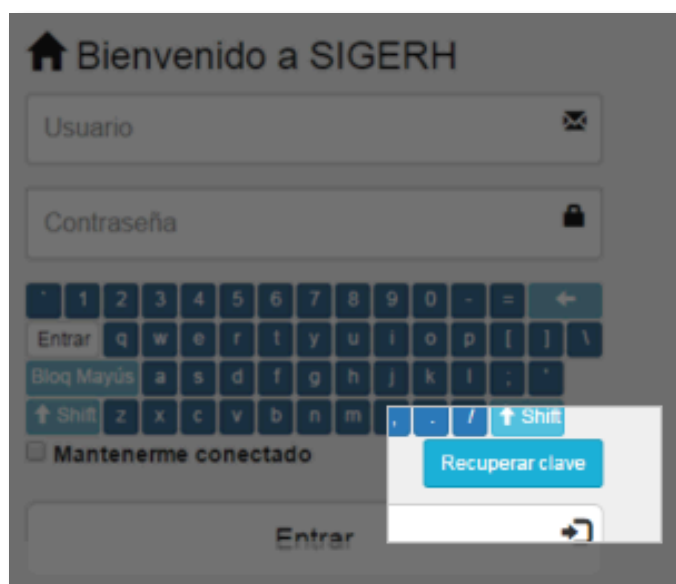 Bienvenido a SIGERH
Usuario
Contraseña
` 1 2 3 4 5 6 7 8 9 0 - =
Entrar q w e r t y u i o p [ ] \
Bloq Mayús a s d f g h j k l ; '
Shift z x c v b n m , . / Shift
Mantenerme conectado
Recuperar clave
Entrar